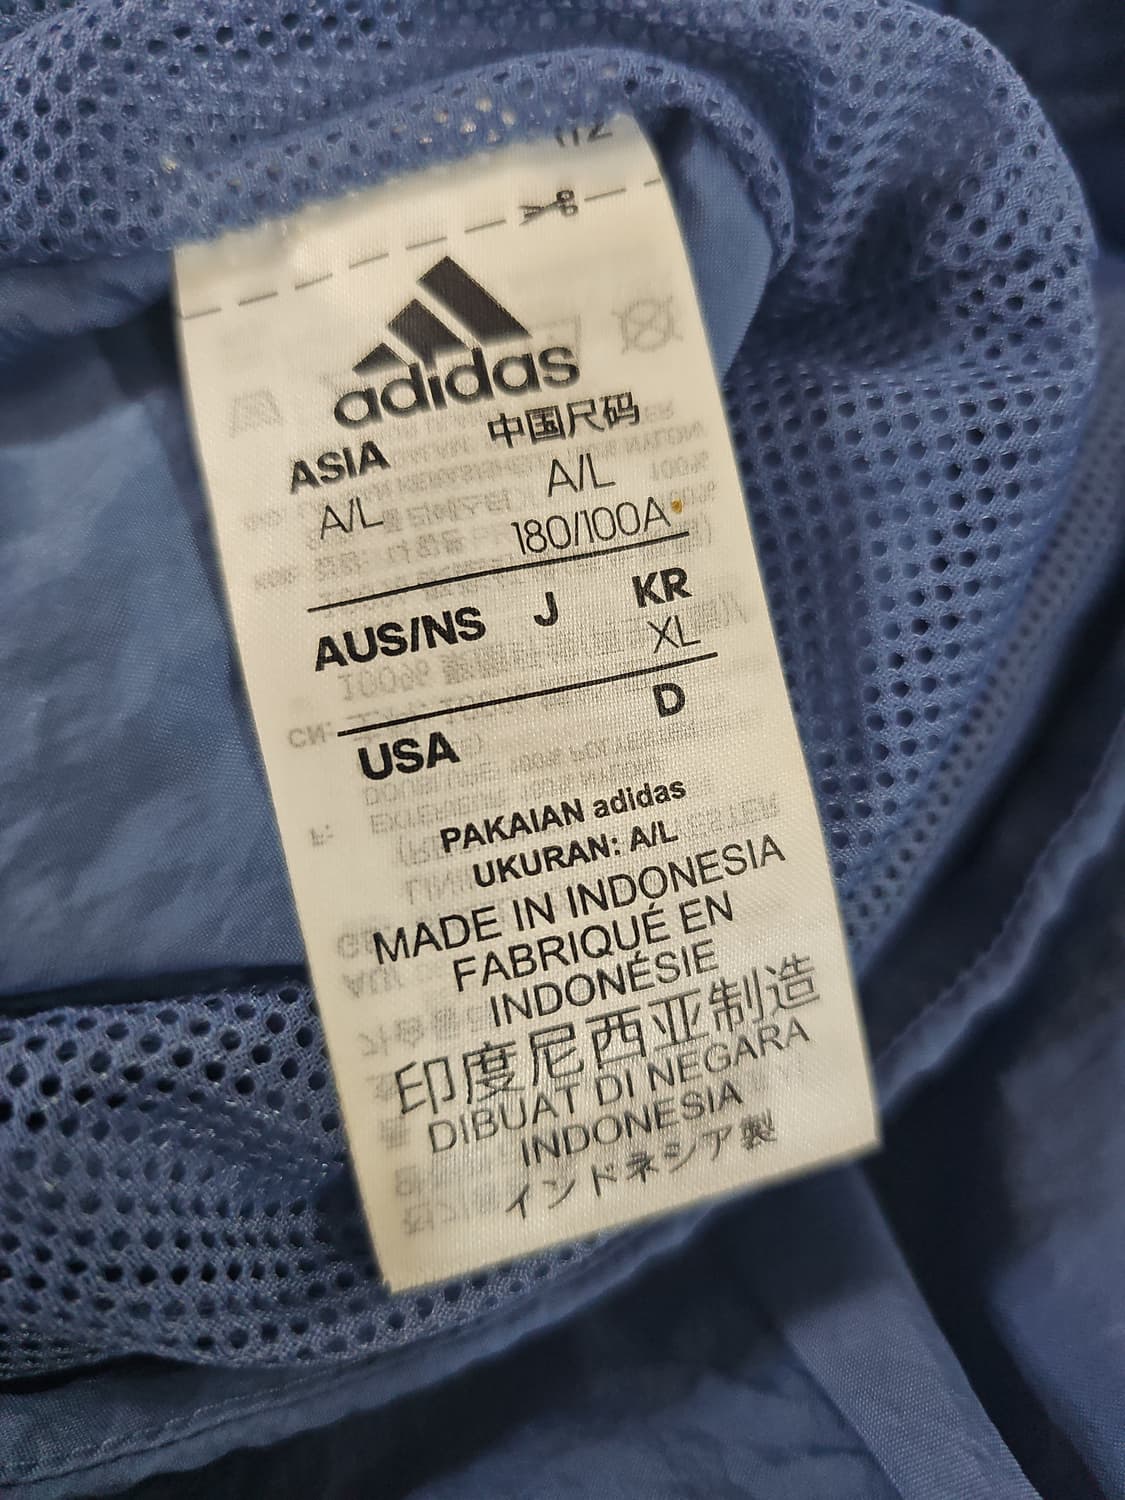 adidas
ASIA 中国尺码
A/L A/L
180/100A
AUS/NS J KR
XL
USA D
PAKAIAN adidas
UKURAN: A/L
MADE IN INDONESIA
FABRIQUÉ EN
INDONÉSIE
印度尼西亚制造
DIBUAT DI NEGARA
INDONESIA
インドネシア製